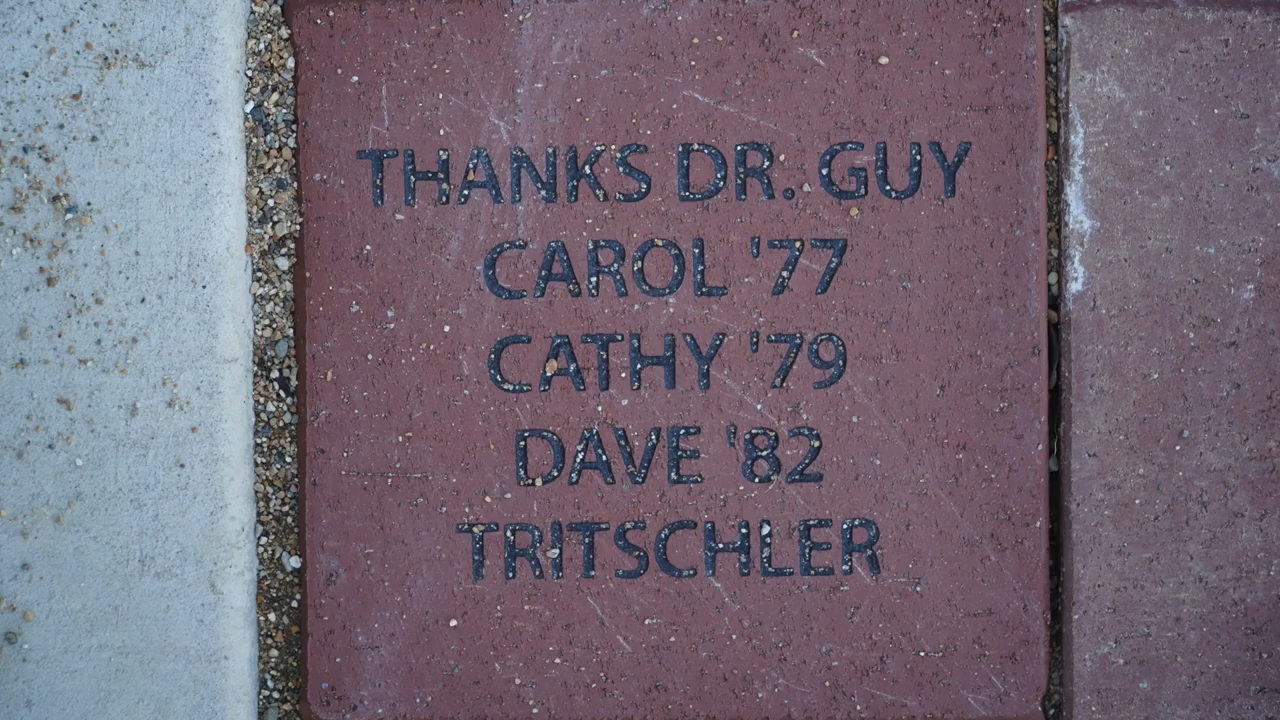 THANKS DR. GUY
CAROL '77
CATHY '79
DAVE '82
TRITSCHLER